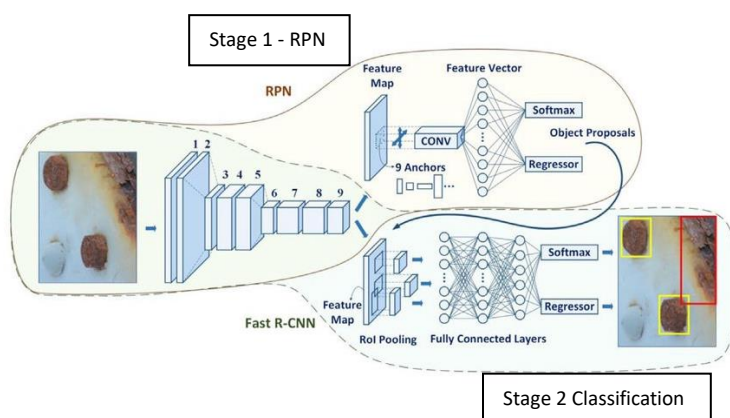 Stage 1 - RPN
RPN
Feature
Map
Feature Vector
CONV
Softmax
Object Proposals
Regressor
9 Anchors
...
1 2
3 4 5
6 7 8 9
Feature
Map
RoI Pooling
Fully Connected Layers
Softmax
Regressor
Fast R-CNN
Stage 2 Classification